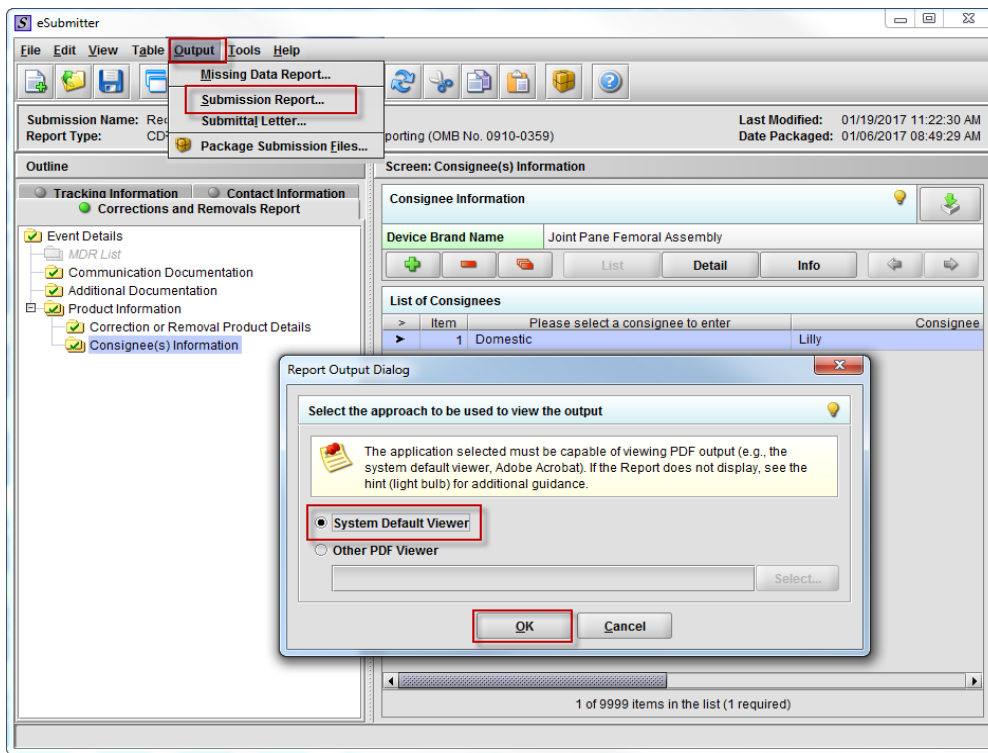 eSubmitter
File Edit View Table Output Tools Help
Missing Data Report...
Submission Report...
Submittal Letter...
Package Submission Files...
Submission Name:
Last Modified: 01/19/2017 11:22:30 AM
Report Type:
porting (OMB No. 0910-0359)
Date Packaged: 01/06/2017 08:49:29 AM
Outline
Screen: Consignee(s) Information
Tracking Information
Contact Information
Corrections and Removals Report
Event Details
MDR List
Communication Documentation
Additional Documentation
Product Information
Correction or Removal Product Details
Consignee(s) Information
Consignee Information
Device Brand Name
Joint Pane Femoral Assembly
List
Detail
Info
List of Consignees
> Item Please select a consignee to enter Consignee
1 Domestic Lilly
Report Output Dialog
Select the approach to be used to view the output
The application selected must be capable of viewing PDF output (e.g., the
system default viewer, Adobe Acrobat). If the Report does not display, see the
hint (light bulb) for additional guidance.
System Default Viewer
Other PDF Viewer
Select...
OK
Cancel
1 of 9999 items in the list (1 required)